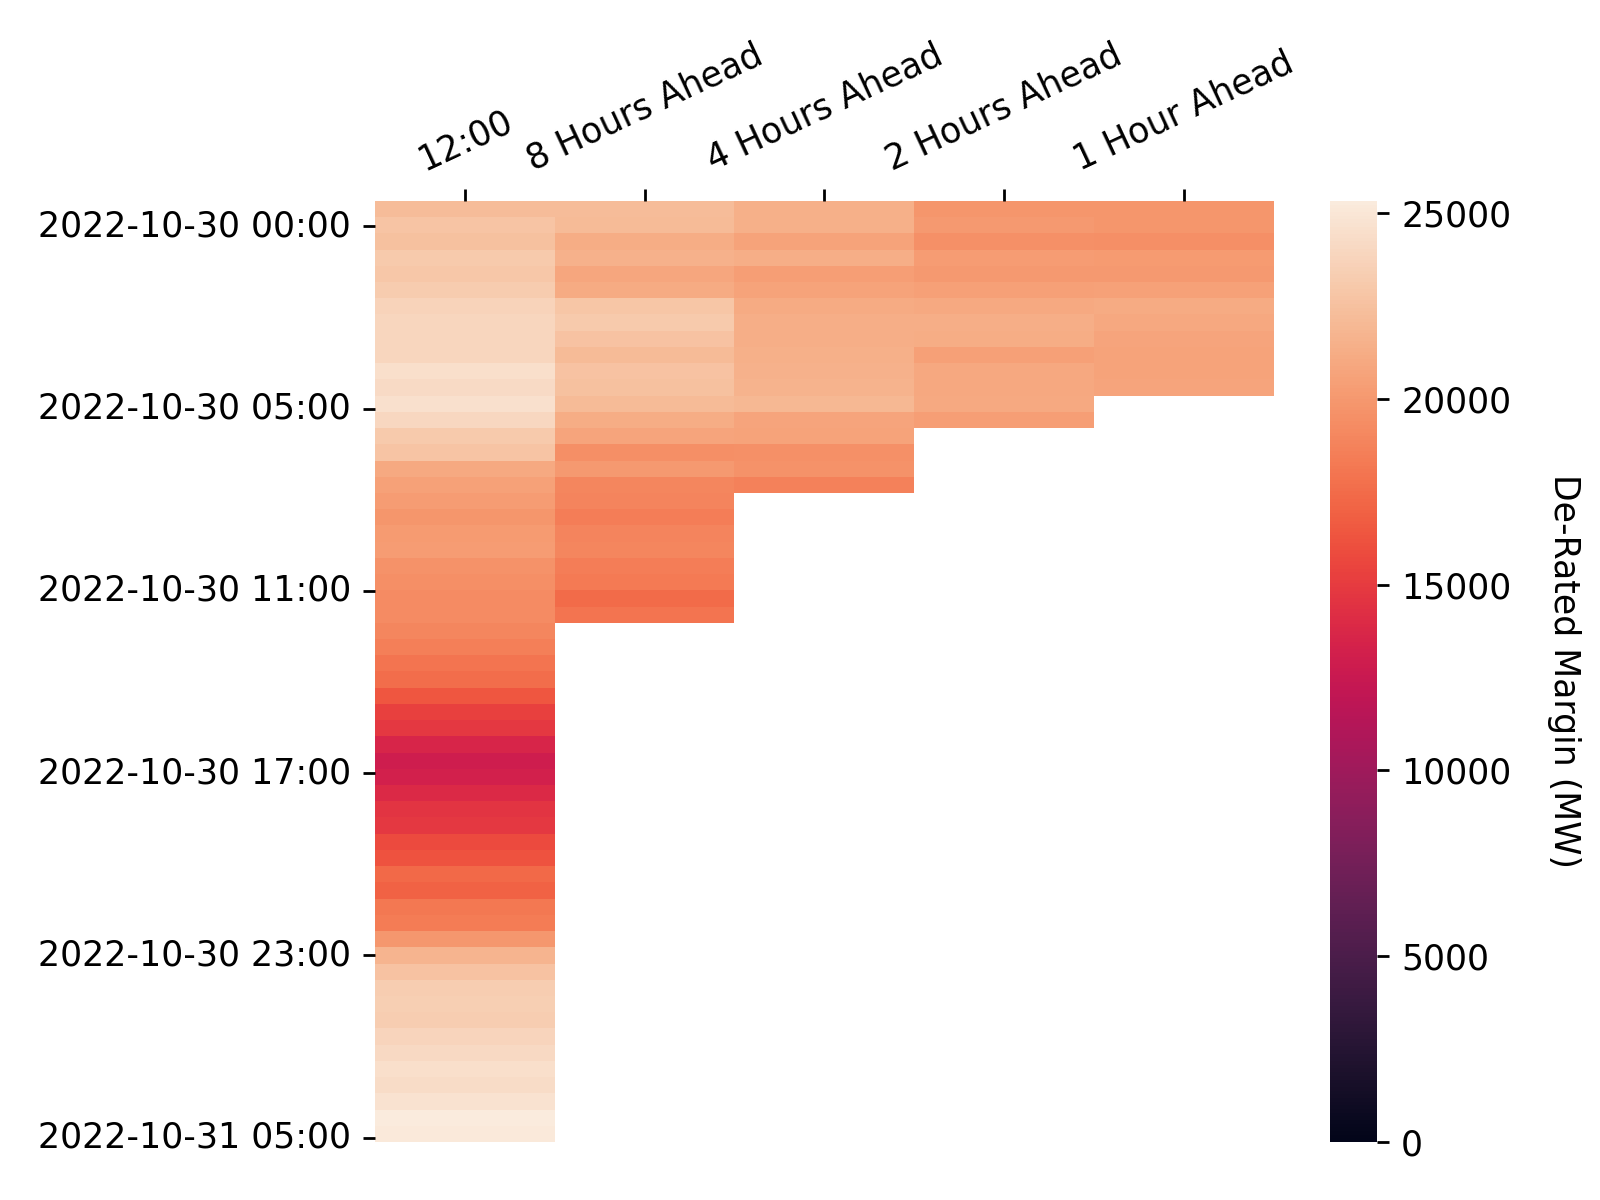 12:00
8 Hours Ahead
4 Hours Ahead
2 Hours Ahead
1 Hour Ahead
2022-10-30 00:00
2022-10-30 05:00
2022-10-30 11:00
2022-10-30 17:00
2022-10-30 23:00
2022-10-31 05:00
25000
20000
15000
10000
5000
0
De-Rated Margin (MW)